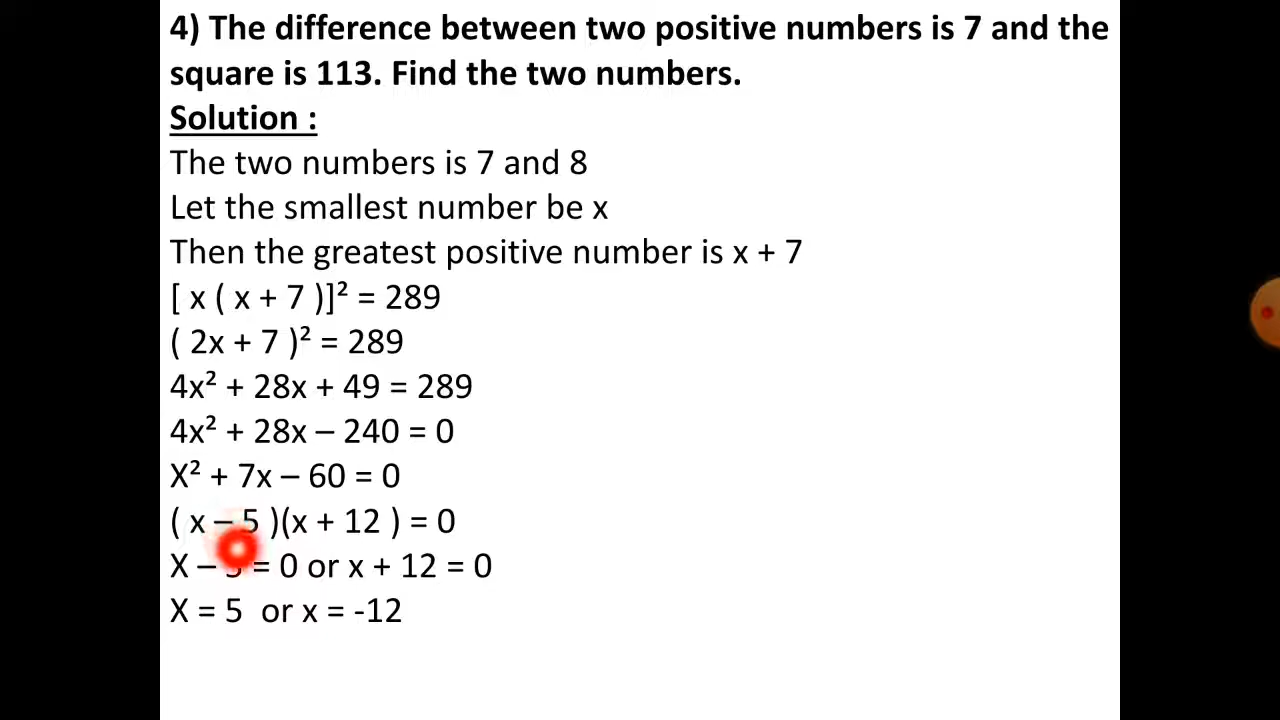 4) The difference between two positive numbers is 7 and the
square is 113. Find the two numbers.
Solution :
The two numbers is 7 and 8
Let the smallest number be x
Then the greatest positive number is x + 7
[ x ( x + 7 )]² = 289
( 2x + 7 )² = 289
4x² + 28x + 49 = 289
4x² + 28x – 240 = 0
X² + 7x – 60 = 0
( x – 5 )(x + 12 ) = 0
X – 5 = 0 or x + 12 = 0
X = 5 or x = -12